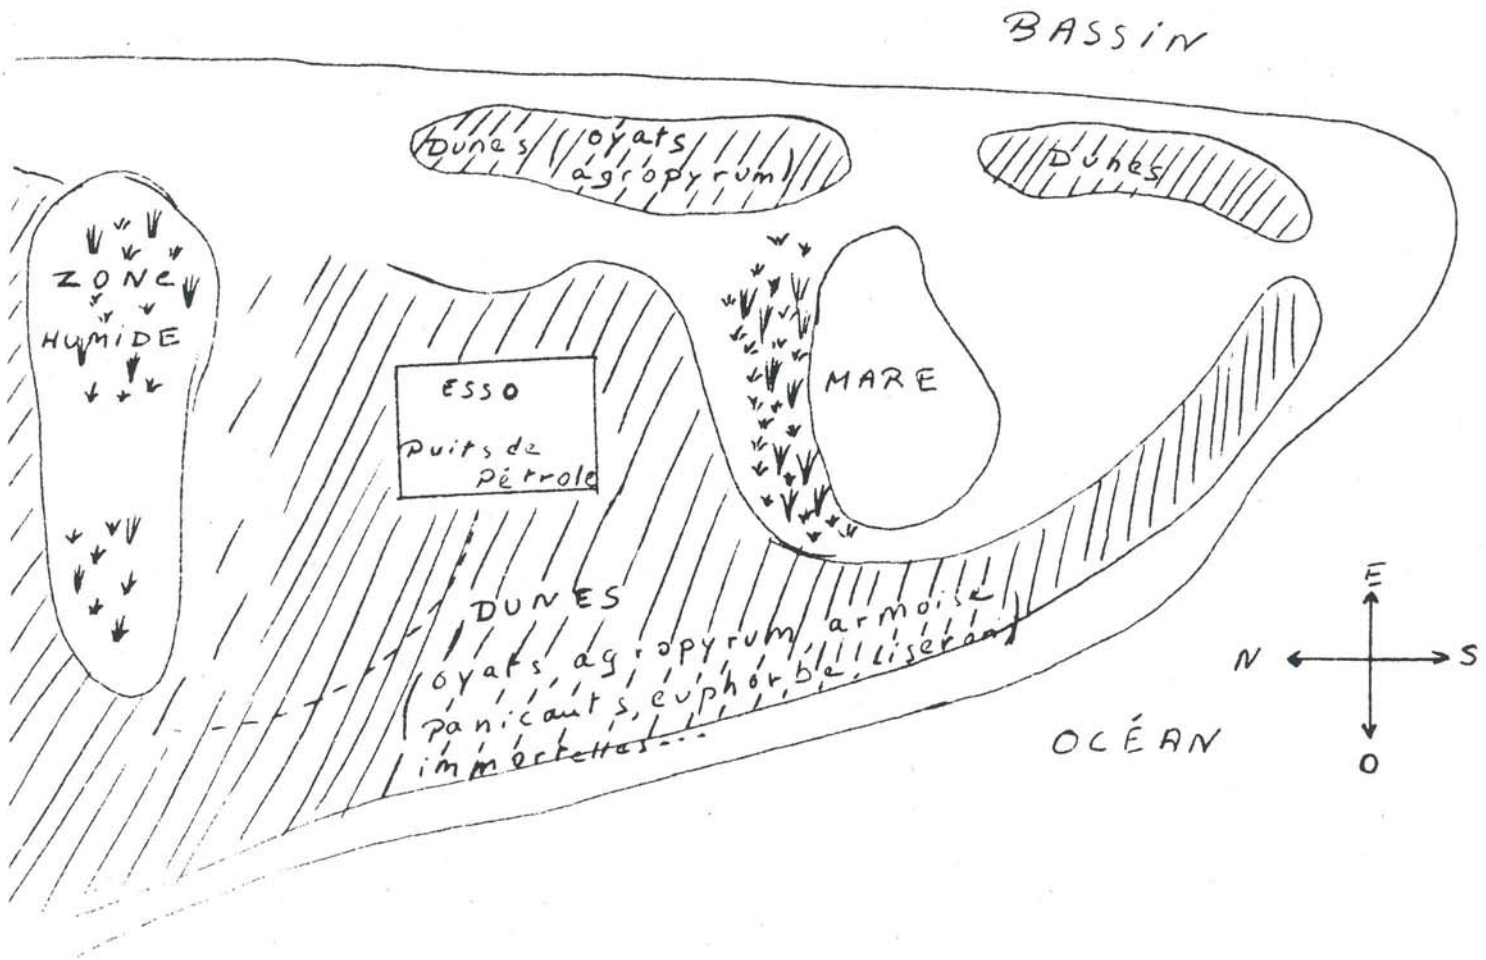 BASSIN
Dunes (oyats
agropyrum)
Dunes
ZONE
HUMIDE
ESSO
Puits de
Pétrole
MARE
DUNES
(oyats agropyrum, armoise
panicauts, euphorbe, liseron)
immortelles...
E
N
S
O
OCÉAN